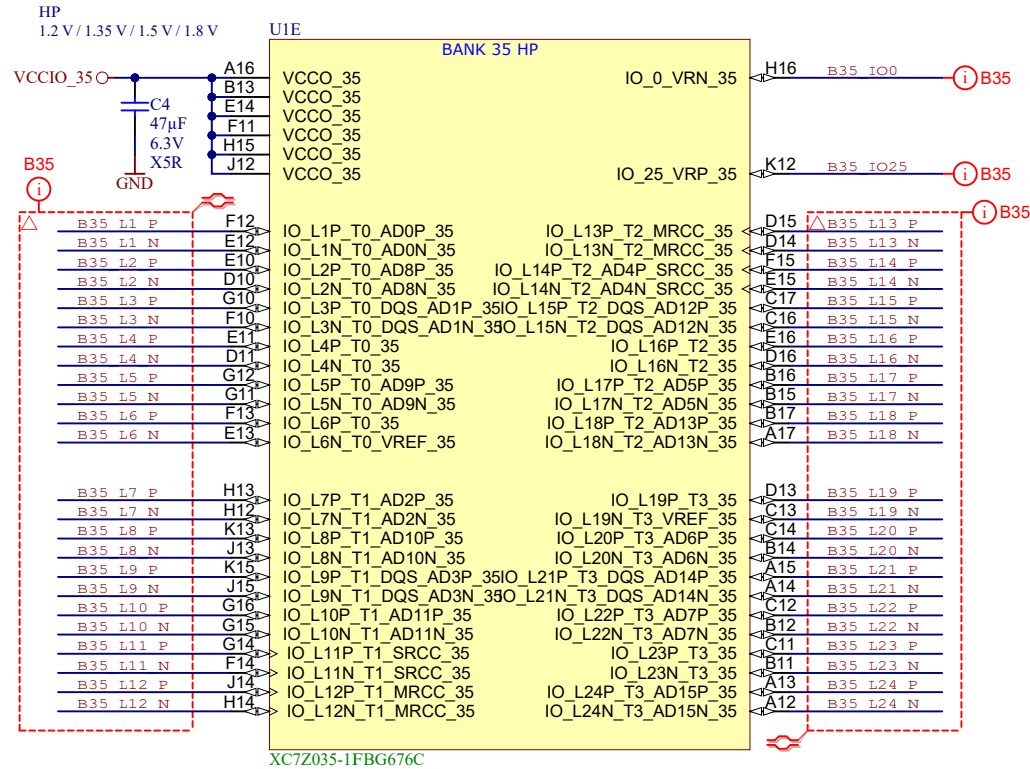 HP
1.2 V / 1.35 V / 1.5 V / 1.8 V
U1E
BANK 35 HP
VCCIO_35
A16 VCCO_35
B13 VCCO_35
E14 VCCO_35
F11 VCCO_35
H15 VCCO_35
J12 VCCO_35
C4
47µF
6.3V
X5R
GND
IO_0_VRN_35 H16 B35_IO0 i B35
IO_25_VRP_35 K12 B35_IO25 i B35
B35
i
i B35
B35_L1_P F12 IO_L1P_T0_AD0P_35
B35_L1_N E12 IO_L1N_T0_AD0N_35
B35_L2_P E10 IO_L2P_T0_AD8P_35
B35_L2_N D10 IO_L2N_T0_AD8N_35
B35_L3_P G10 IO_L3P_T0_DQS_AD1P_35
B35_L3_N F10 IO_L3N_T0_DQS_AD1N_35
B35_L4_P E11 IO_L4P_T0_35
B35_L4_N D11 IO_L4N_T0_35
B35_L5_P G12 IO_L5P_T0_AD9P_35
B35_L5_N G11 IO_L5N_T0_AD9N_35
B35_L6_P F13 IO_L6P_T0_35
B35_L6_N E13 IO_L6N_T0_VREF_35
B35_L7_P H13 IO_L7P_T1_AD2P_35
B35_L7_N H12 IO_L7N_T1_AD2N_35
B35_L8_P K13 IO_L8P_T1_AD10P_35
B35_L8_N J13 IO_L8N_T1_AD10N_35
B35_L9_P K15 IO_L9P_T1_DQS_AD3P_35
B35_L9_N J15 IO_L9N_T1_DQS_AD3N_35
B35_L10_P G16 IO_L10P_T1_AD11P_35
B35_L10_N G15 IO_L10N_T1_AD11N_35
B35_L11_P G14 IO_L11P_T1_SRCC_35
B35_L11_N F14 IO_L11N_T1_SRCC_35
B35_L12_P J14 IO_L12P_T1_MRCC_35
B35_L12_N H14 IO_L12N_T1_MRCC_35
IO_L13P_T2_MRCC_35 D15 B35_L13_P
IO_L13N_T2_MRCC_35 D14 B35_L13_N
IO_L14P_T2_AD4P_SRCC_35 F15 B35_L14_P
IO_L14N_T2_AD4N_SRCC_35 E15 B35_L14_N
IO_L15P_T2_DQS_AD12P_35 C17 B35_L15_P
IO_L15N_T2_DQS_AD12N_35 C16 B35_L15_N
IO_L16P_T2_35 E16 B35_L16_P
IO_L16N_T2_35 D16 B35_L16_N
IO_L17P_T2_AD5P_35 B16 B35_L17_P
IO_L17N_T2_AD5N_35 B15 B35_L17_N
IO_L18P_T2_AD13P_35 B17 B35_L18_P
IO_L18N_T2_AD13N_35 A17 B35_L18_N
IO_L19P_T3_35 D13 B35_L19_P
IO_L19N_T3_VREF_35 C13 B35_L19_N
IO_L20P_T3_AD6P_35 C14 B35_L20_P
IO_L20N_T3_AD6N_35 B14 B35_L20_N
IO_L21P_T3_DQS_AD14P_35 A15 B35_L21_P
IO_L21N_T3_DQS_AD14N_35 A14 B35_L21_N
IO_L22P_T3_AD7P_35 C12 B35_L22_P
IO_L22N_T3_AD7N_35 B12 B35_L22_N
IO_L23P_T3_35 C11 B35_L23_P
IO_L23N_T3_35 B11 B35_L23_N
IO_L24P_T3_AD15P_35 A13 B35_L24_P
IO_L24N_T3_AD15N_35 A12 B35_L24_N
XC7Z035-1FBG676C